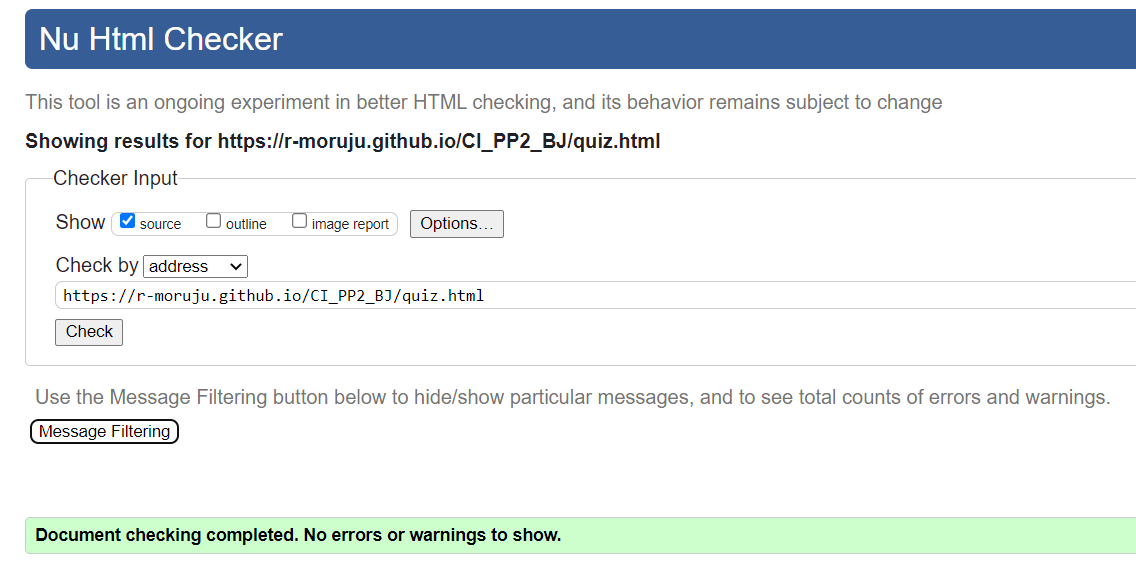 Nu Html Checker
This tool is an ongoing experiment in better HTML checking, and its behavior remains subject to change
Showing results for https://r-moruju.github.io/CI_PP2_BJ/quiz.html
Checker Input
Show source outline image report Options...
Check by address
https://r-moruju.github.io/CI_PP2_BJ/quiz.html
Check
Use the Message Filtering button below to hide/show particular messages, and to see total counts of errors and warnings.
Message Filtering
Document checking completed. No errors or warnings to show.